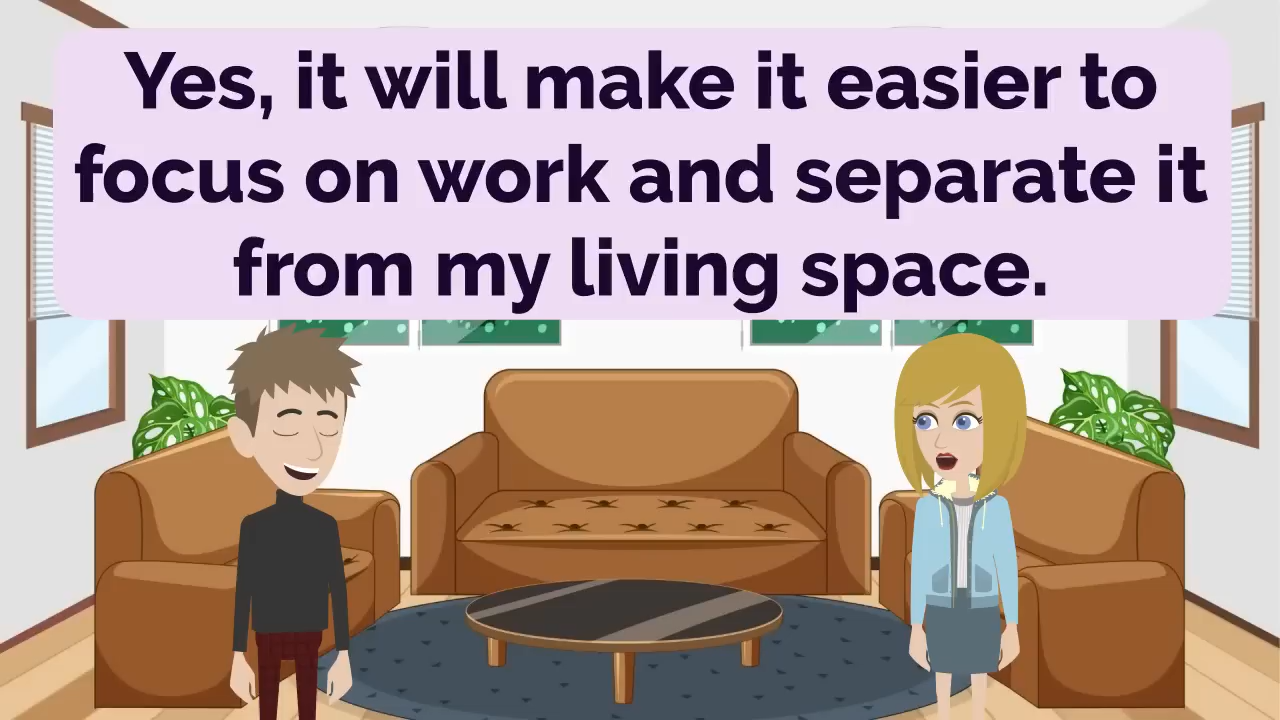 Yes, it will make it easier to
focus on work and separate it
from my living space.